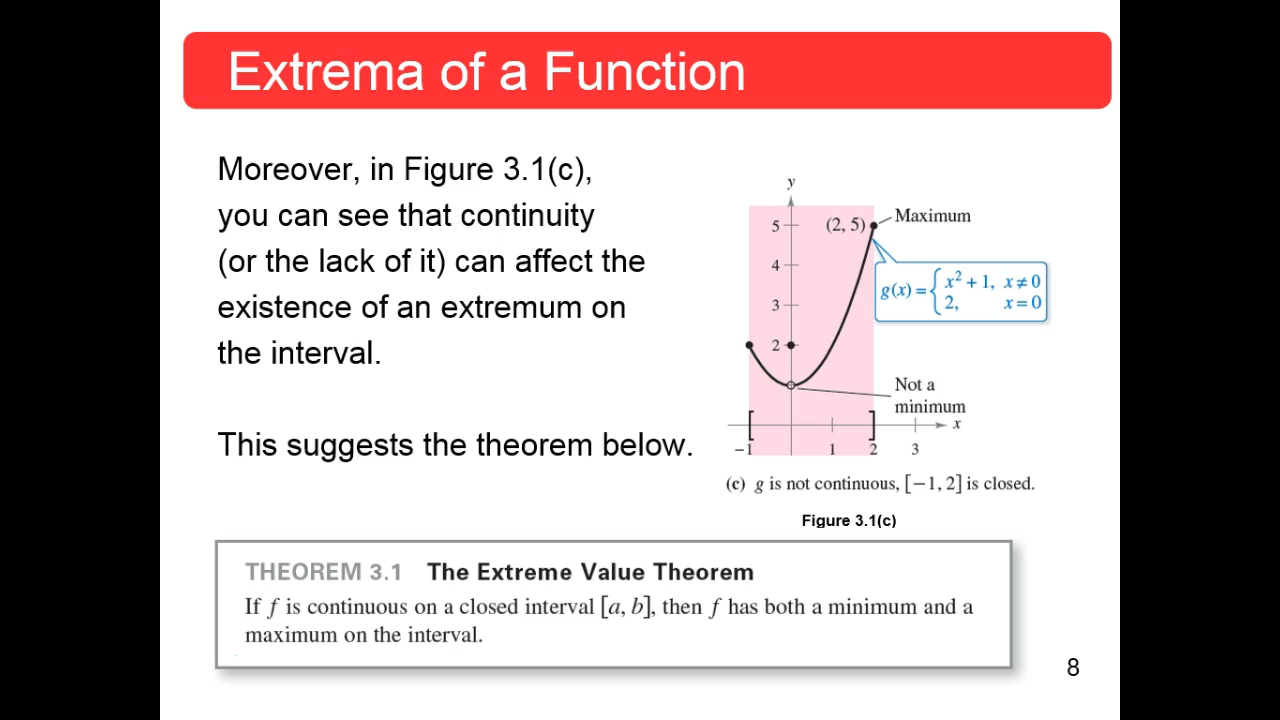 Extrema of a Function
Moreover, in Figure 3.1(c),
you can see that continuity
(or the lack of it) can affect the
existence of an extremum on
the interval.
This suggests the theorem below.
y
5
(2, 5)
Maximum
4
g(x) = { x² + 1, x ≠ 0
2, x = 0
3
2
Not a
minimum
x
−1 1 2 3
(c) g is not continuous, [−1, 2] is closed.
Figure 3.1(c)
THEOREM 3.1 The Extreme Value Theorem
If f is continuous on a closed interval [a, b], then f has both a minimum and a
maximum on the interval.
8